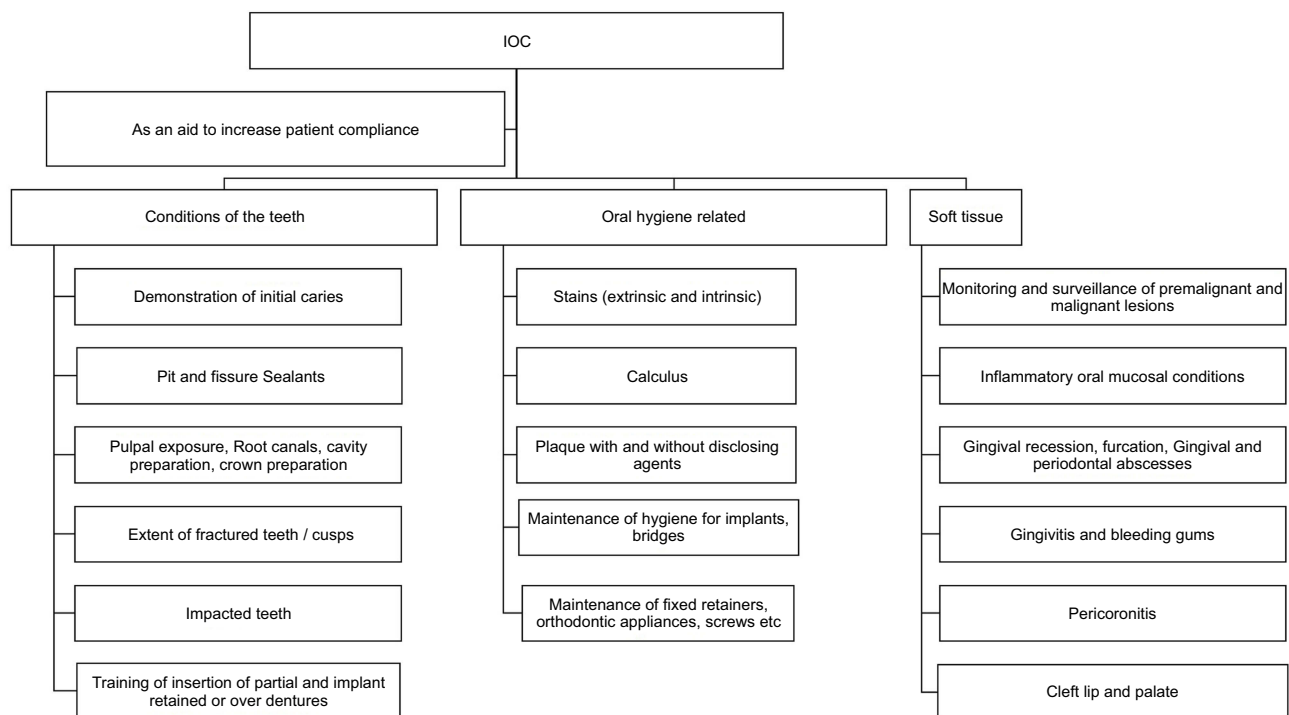 IOC
As an aid to increase patient compliance
Conditions of the teeth
Demonstration of initial caries
Pit and fissure Sealants
Pulpal exposure, Root canals, cavity
preparation, crown preparation
Extent of fractured teeth / cusps
Impacted teeth
Training of insertion of partial and implant
retained or over dentures
Oral hygiene related
Stains (extrinsic and intrinsic)
Calculus
Plaque with and without disclosing
agents
Maintenance of hygiene for implants,
bridges
Maintenance of fixed retainers,
orthodontic appliances, screws etc
Soft tissue
Monitoring and surveillance of premalignant and
malignant lesions
Inflammatory oral mucosal conditions
Gingival recession, furcation, Gingival and
periodontal abscesses
Gingivitis and bleeding gums
Pericoronitis
Cleft lip and palate